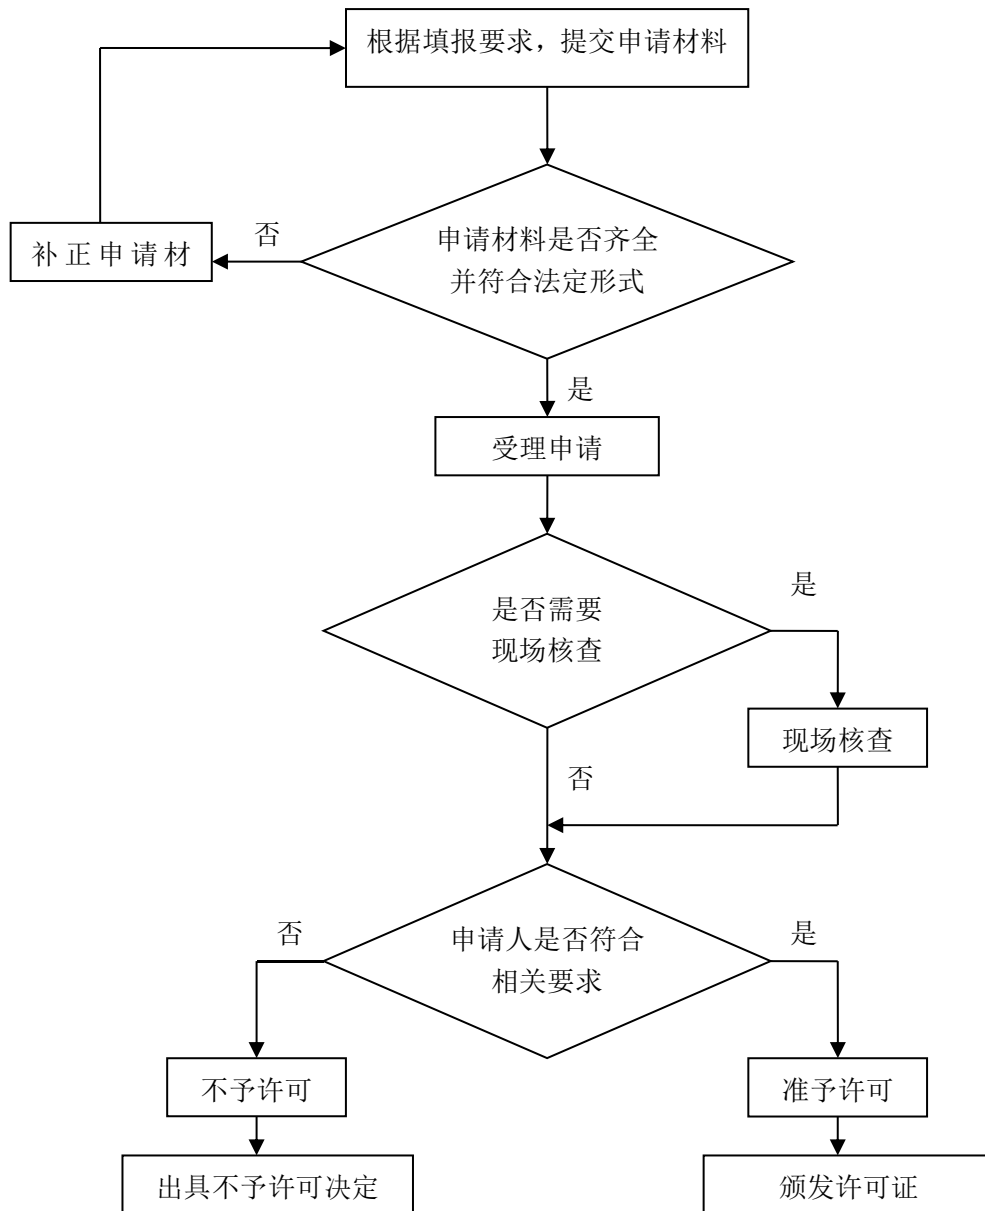 根据填报要求，提交申请材料
否
补正申请材
申请材料是否齐全
并符合法定形式
是
受理申请
是
是否需要
现场核查
现场核查
否
否
申请人是否符合
相关要求
是
不予许可
准予许可
出具不予许可决定
颁发许可证